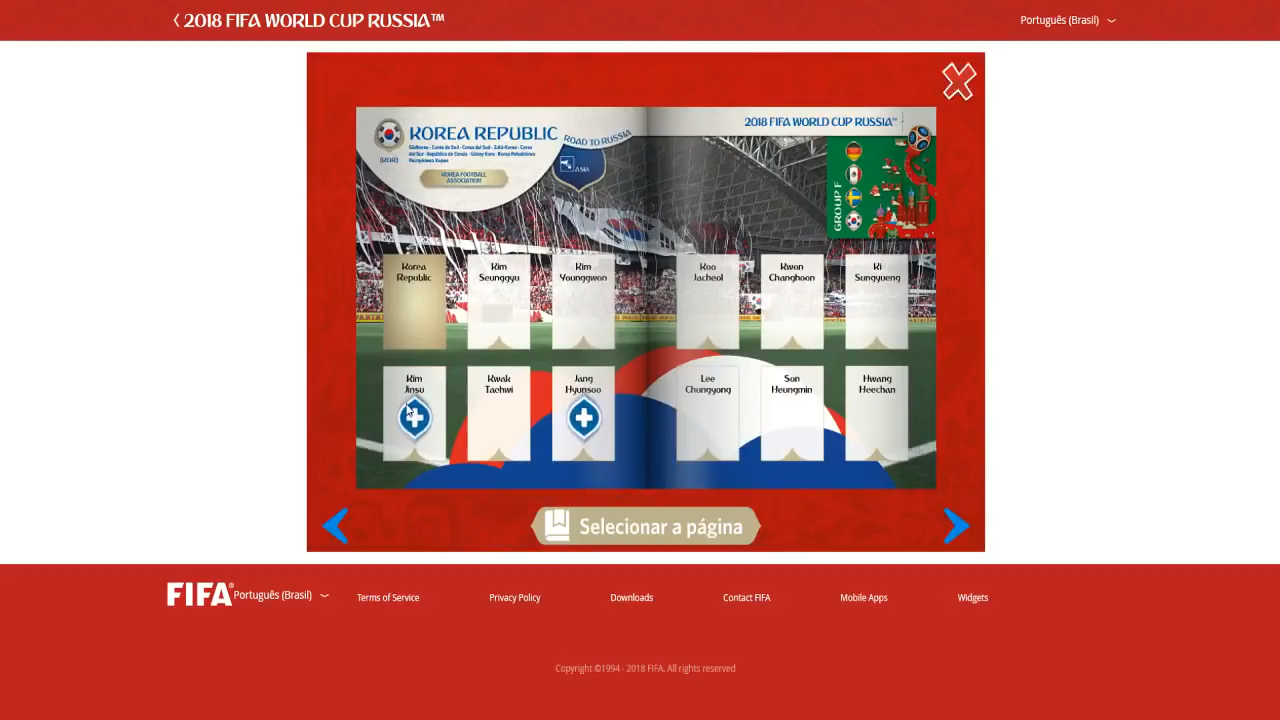 2018 FIFA WORLD CUP RUSSIA™
Português (Brasil)
KOREA REPUBLIC
ROAD TO RUSSIA
2018 FIFA WORLD CUP RUSSIA™
(KOR)
KOREA FOOTBALL
ASSOCIATION
ASIA
GROUP F
Korea
Republic
Kim
Seunggyu
Kim
Younggwon
Koo
Jacheol
Kwon
Changhoon
Ki
Sungyueng
Kim
Jinsu
Kwak
Taehwi
Jang
Hyunsoo
Lee
Chungyong
Son
Heungmin
Hwang
Heechan
Selecionar a página
FIFA®
Português (Brasil)
Terms of Service
Privacy Policy
Downloads
Contact FIFA
Mobile Apps
Widgets
Copyright ©1994 - 2018 FIFA. All rights reserved